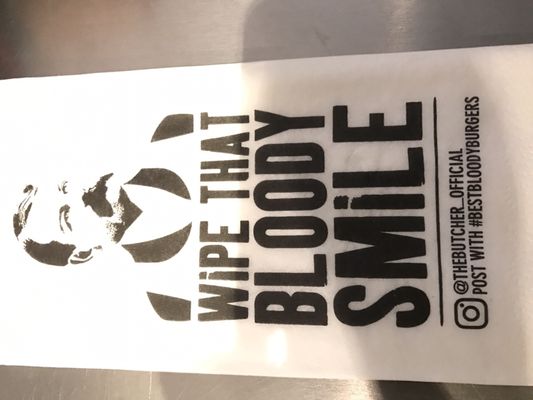 WiPE THAT
BLOODY
SMiLE
@THEBUTCHER_OFFICIAL
POST WITH #BESTBLOODYBURGERS